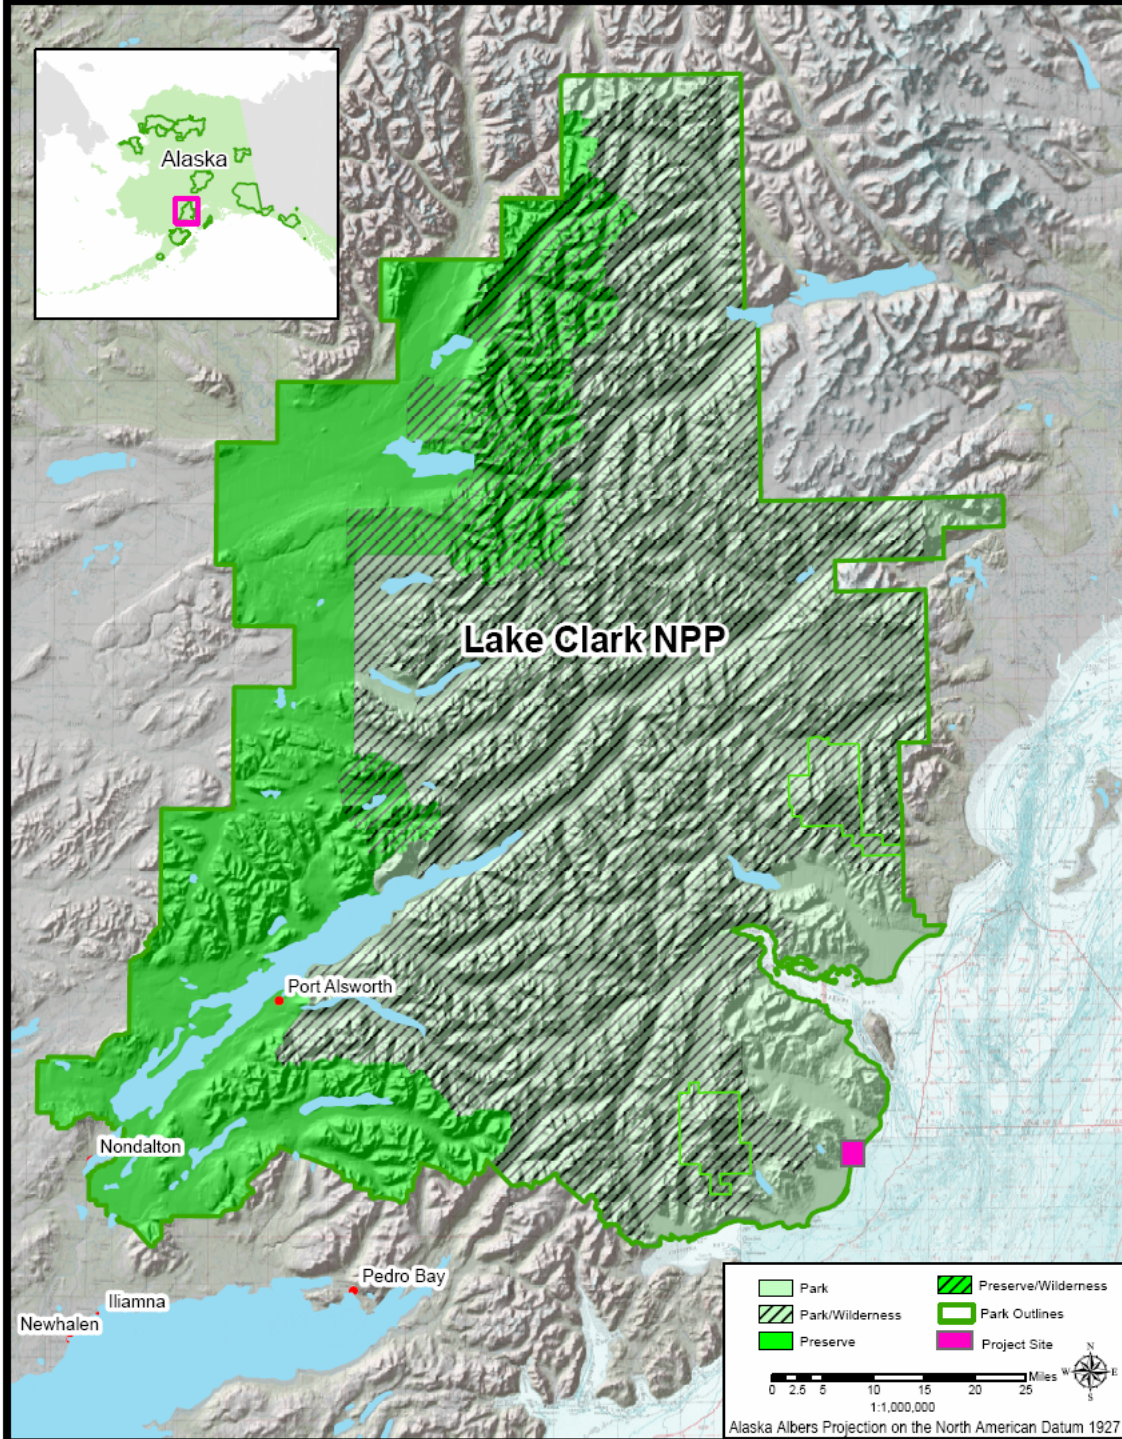 Alaska
Lake Clark NPP
Port Alsworth
Nondalton
Pedro Bay
Iliamna
Newhalen
Park
Park/Wilderness
Preserve
Preserve/Wilderness
Park Outlines
Project Site
0 2.5 5 10 15 20 25 Miles
1:1,000,000
N
W E
S
Alaska Albers Projection on the North American Datum 1927